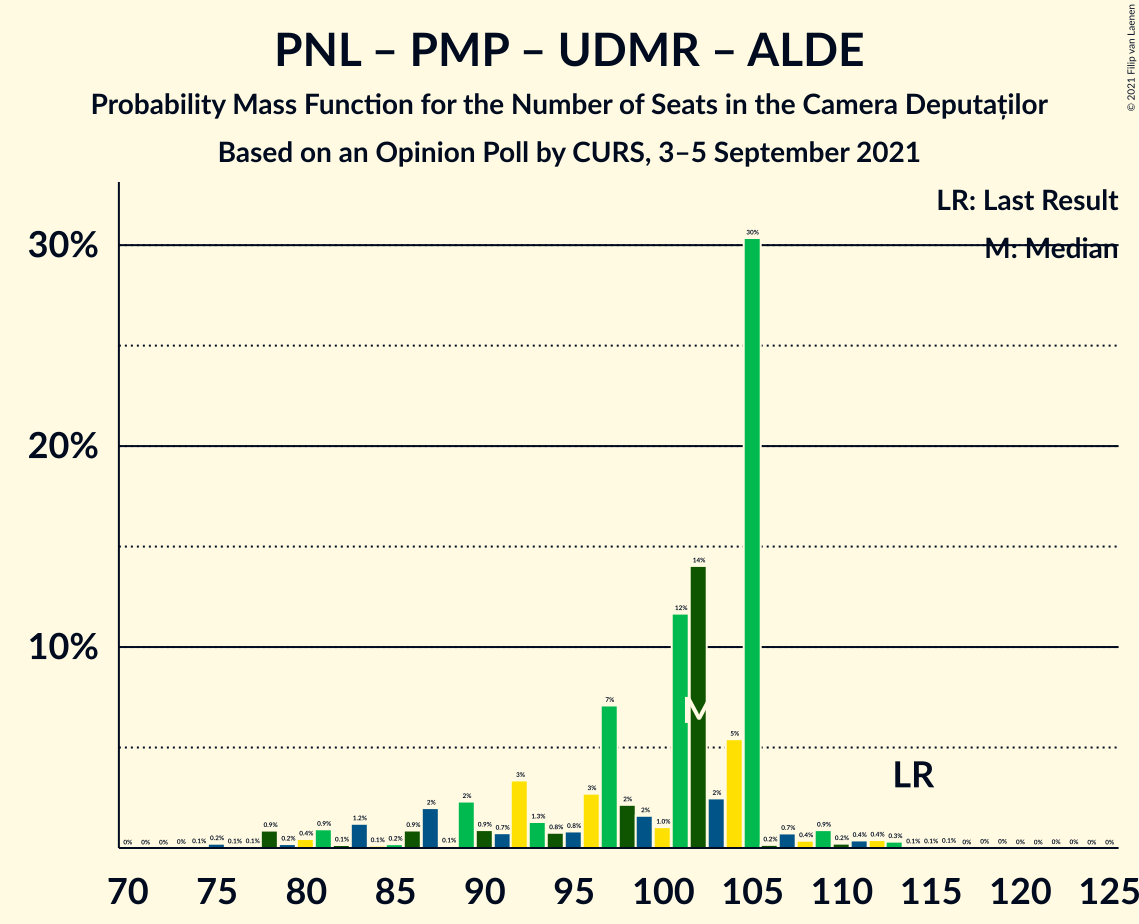 PNL – PMP – UDMR – ALDE
Probability Mass Function for the Number of Seats in the Camera Deputaților
Based on an Opinion Poll by CURS, 3–5 September 2021
© 2021 Filip van Laenen
LR: Last Result
M: Median
30%
20%
10%
0% 0% 0% 0% 0.1% 0.2% 0.1% 0.1% 0.9% 0.2% 0.4% 0.9% 0.1% 1.2% 0.1% 0.2% 0.9% 2% 0.1% 2% 0.9% 0.7% 3% 1.3% 0.8% 0.8% 3% 7% 2% 2% 1.0% 12% 14% 2% 5% 30% 0.2% 0.7% 0.4% 0.9% 0.2% 0.4% 0.4% 0.3% 0.1% 0.1% 0.1% 0% 0% 0% 0% 0% 0% 0% 0% 0%
M
LR
70 75 80 85 90 95 100 105 110 115 120 125